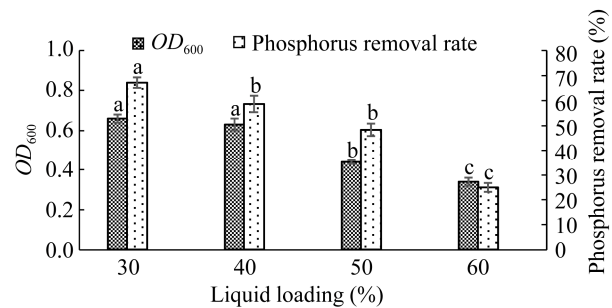 OD600 Phosphorus removal rate
1.0
0.8
0.6
0.4
0.2
0.0
OD600
a a a b b b c c
80
70
60
50
40
30
20
10
0
Phosphorus removal rate (%)
30 40 50 60
Liquid loading (%)